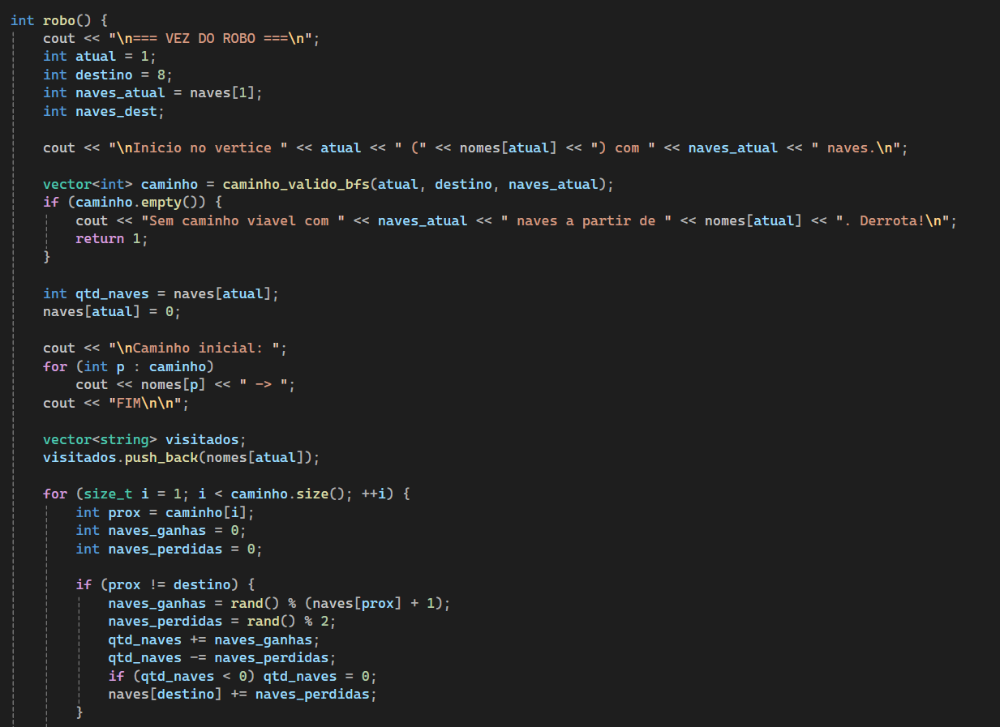 int robo() {
    cout << "\n=== VEZ DO ROBO ===\n";
    int atual = 1;
    int destino = 8;
    int naves_atual = naves[1];
    int naves_dest;

    cout << "\nInicio no vertice " << atual << " (" << nomes[atual] << ") com " << naves_atual << " naves.\n";

    vector<int> caminho = caminho_valido_bfs(atual, destino, naves_atual);
    if (caminho.empty()) {
        cout << "Sem caminho viavel com " << naves_atual << " naves a partir de " << nomes[atual] << ". Derrota!\n";
        return 1;
    }

    int qtd_naves = naves[atual];
    naves[atual] = 0;

    cout << "\nCaminho inicial: ";
    for (int p : caminho)
        cout << nomes[p] << " -> ";
    cout << "FIM\n\n";

    vector<string> visitados;
    visitados.push_back(nomes[atual]);

    for (size_t i = 1; i < caminho.size(); ++i) {
        int prox = caminho[i];
        int naves_ganhas = 0;
        int naves_perdidas = 0;

        if (prox != destino) {
            naves_ganhas = rand() % (naves[prox] + 1);
            naves_perdidas = rand() % 2;
            qtd_naves += naves_ganhas;
            qtd_naves -= naves_perdidas;
            if (qtd_naves < 0) qtd_naves = 0;
            naves[destino] += naves_perdidas;
        }